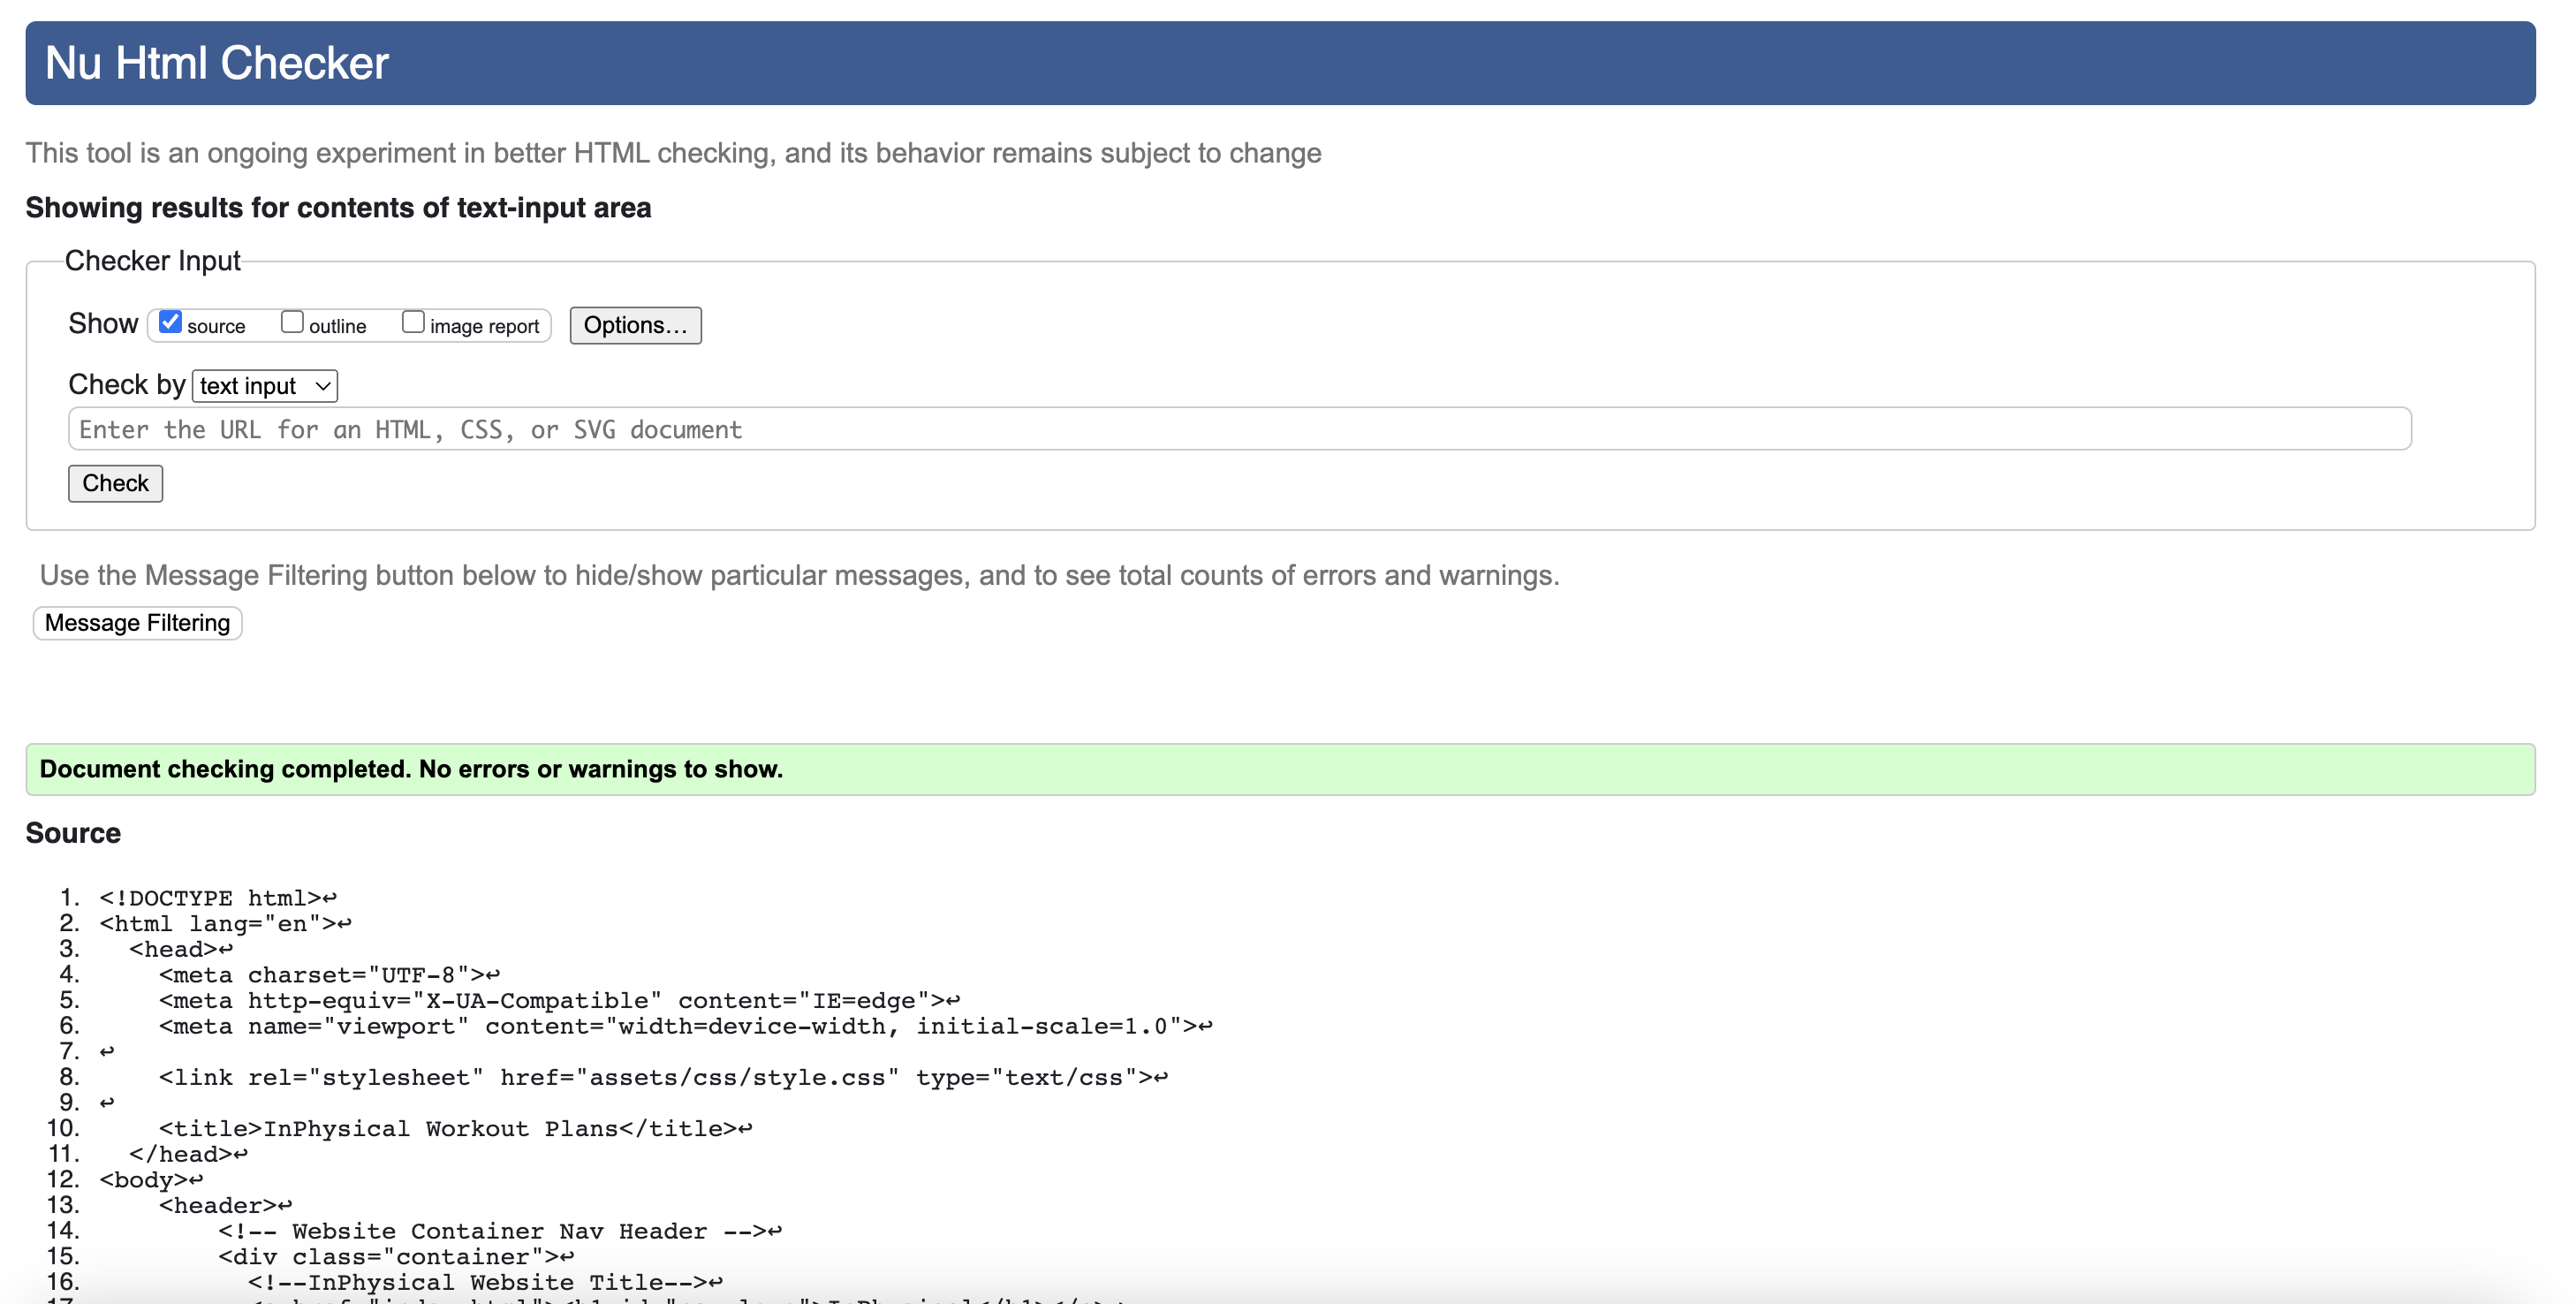 Nu Html Checker
This tool is an ongoing experiment in better HTML checking, and its behavior remains subject to change
Showing results for contents of text-input area
Checker Input
Show source outline image report Options...
Check by text input
Enter the URL for an HTML, CSS, or SVG document
Check
Use the Message Filtering button below to hide/show particular messages, and to see total counts of errors and warnings.
Message Filtering
Document checking completed. No errors or warnings to show.
Source
1. <!DOCTYPE html>↩
2. <html lang="en">↩
3. <head>↩
4. <meta charset="UTF-8">↩
5. <meta http-equiv="X-UA-Compatible" content="IE=edge">↩
6. <meta name="viewport" content="width=device-width, initial-scale=1.0">↩
7. ↩
8. <link rel="stylesheet" href="assets/css/style.css" type="text/css">↩
9. ↩
10. <title>InPhysical Workout Plans</title>↩
11. </head>↩
12. <body>↩
13. <header>↩
14. <!-- Website Container Nav Header -->↩
15. <div class="container">↩
16. <!--InPhysical Website Title-->↩
17.